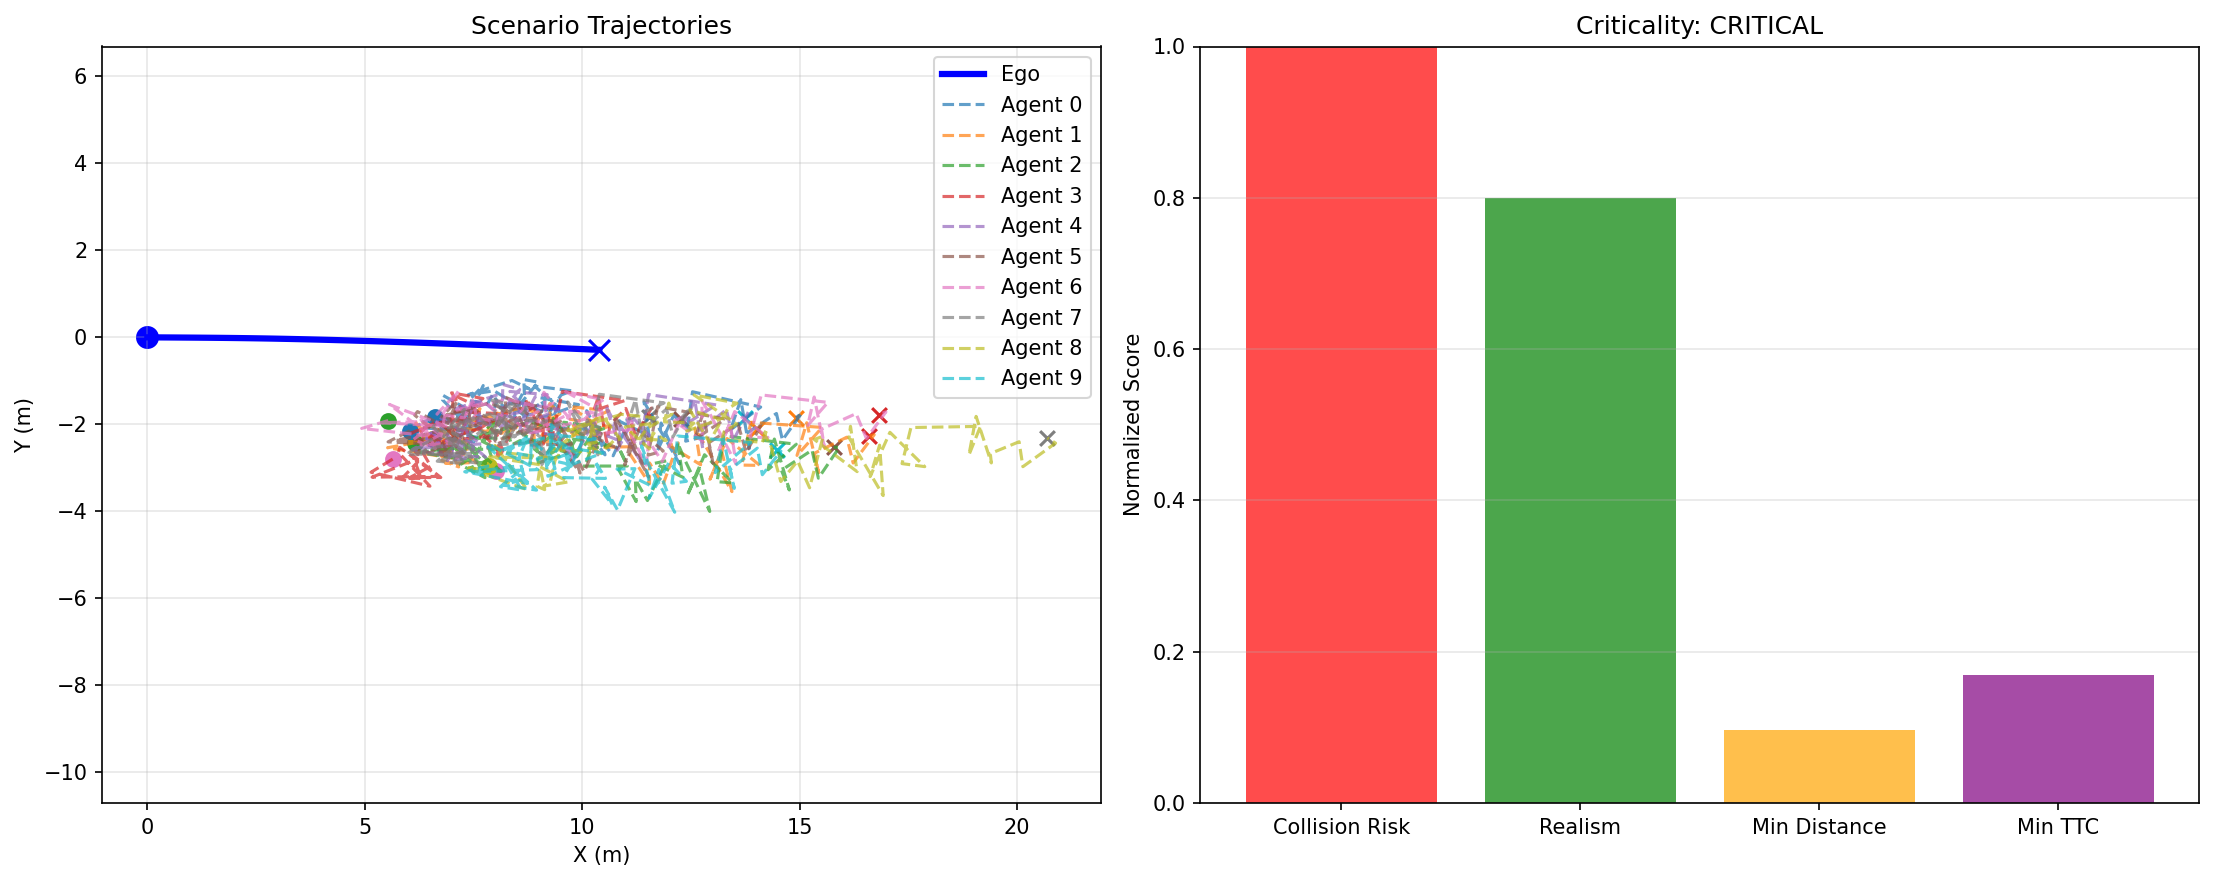 Scenario Trajectories
6
4
2
0
−2
−4
−6
−8
−10
Y (m)
0
5
10
15
20
X (m)
Ego
Agent 0
Agent 1
Agent 2
Agent 3
Agent 4
Agent 5
Agent 6
Agent 7
Agent 8
Agent 9
Criticality: CRITICAL
1.0
0.8
0.6
0.4
0.2
0.0
Normalized Score
Collision Risk
Realism
Min Distance
Min TTC